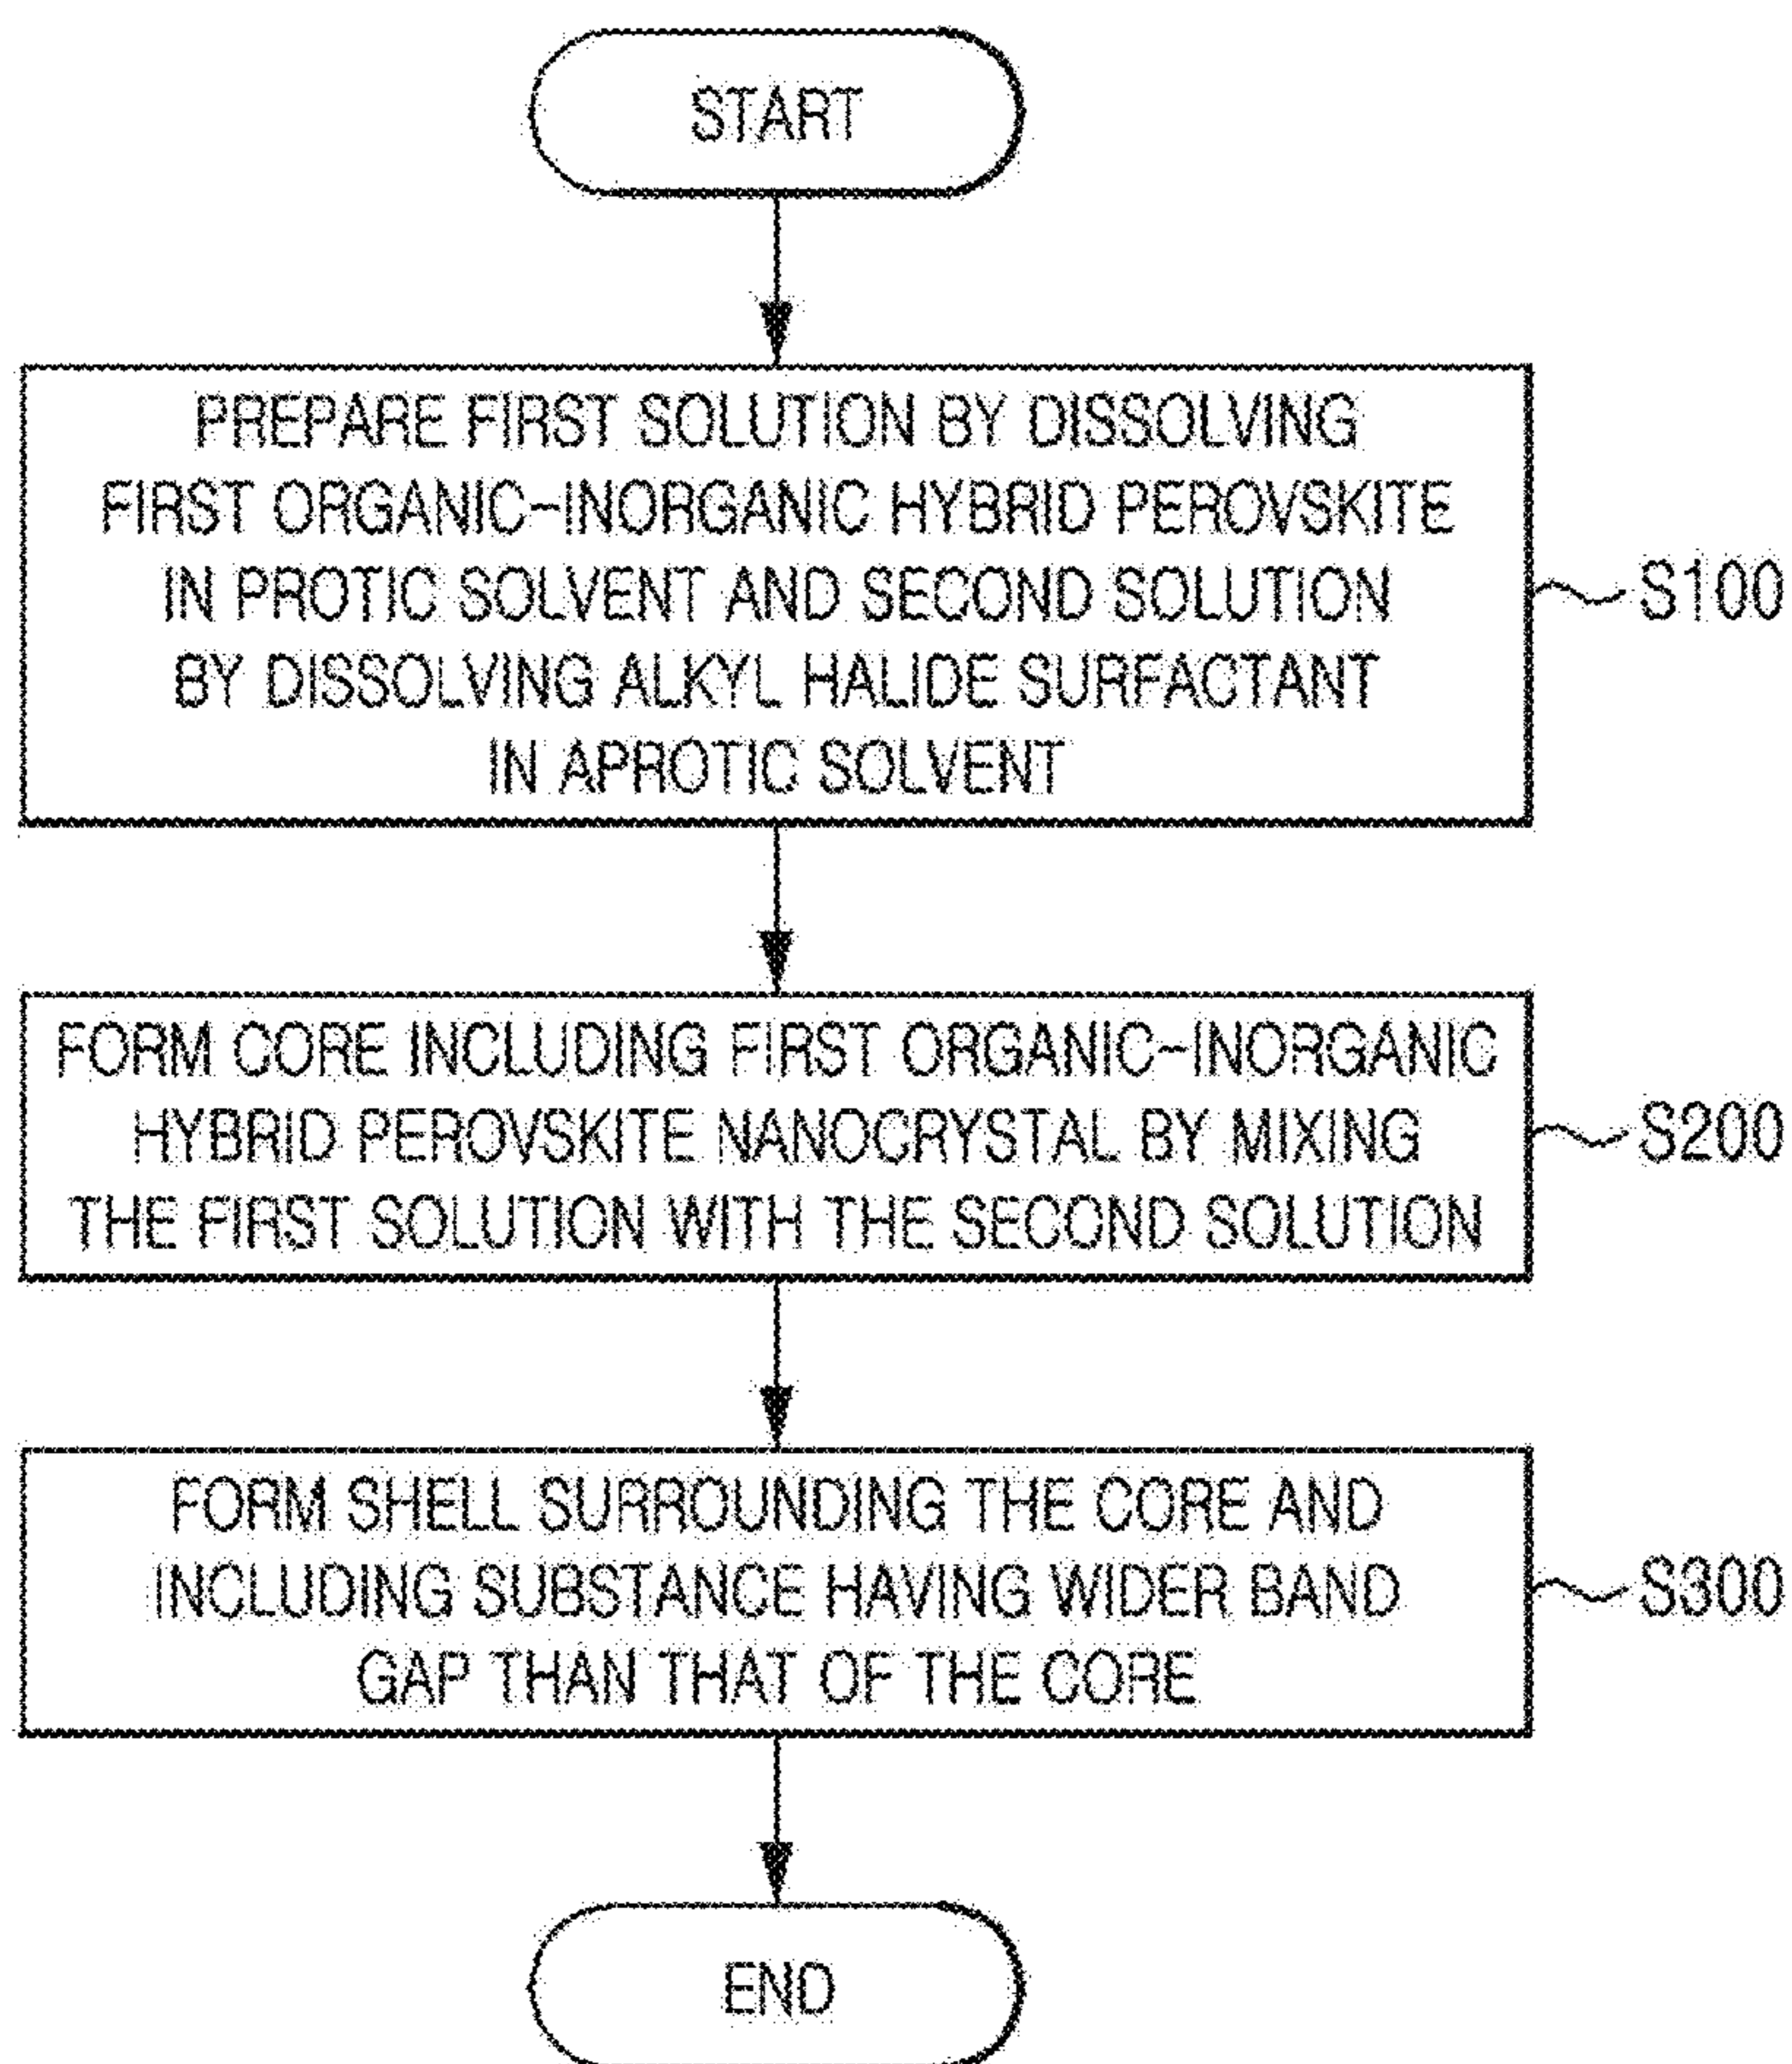 START
PREPARE FIRST SOLUTION BY DISSOLVING
FIRST ORGANIC-INORGANIC HYBRID PEROVSKITE
IN PROTIC SOLVENT AND SECOND SOLUTION
BY DISSOLVING ALKYL HALIDE SURFACTANT
IN APROTIC SOLVENT
S100
FORM CORE INCLUDING FIRST ORGANIC-INORGANIC
HYBRID PEROVSKITE NANOCRYSTAL BY MIXING
THE FIRST SOLUTION WITH THE SECOND SOLUTION
S200
FORM SHELL SURROUNDING THE CORE AND
INCLUDING SUBSTANCE HAVING WIDER BAND
GAP THAN THAT OF THE CORE
S300
END